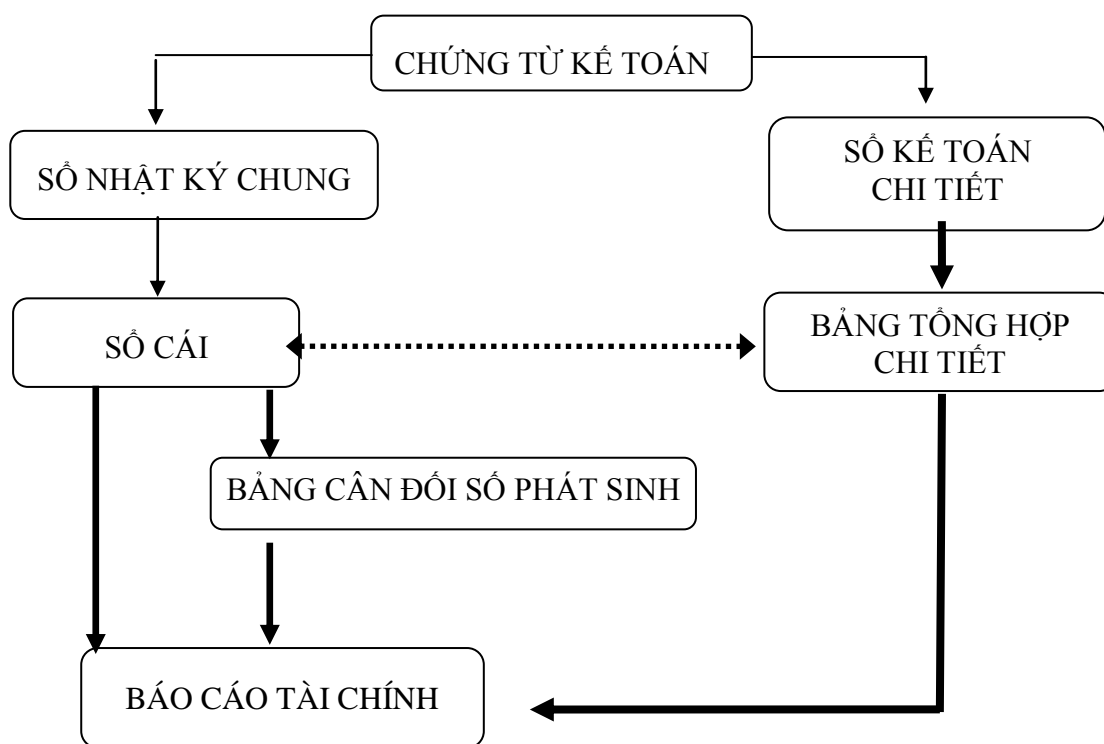 CHỨNG TỪ KẾ TOÁN
SỔ NHẬT KÝ CHUNG
SỔ KẾ TOÁN
CHI TIẾT
SỔ CÁI
BẢNG TỔNG HỢP
CHI TIẾT
BẢNG CÂN ĐỐI SỐ PHÁT SINH
BÁO CÁO TÀI CHÍNH